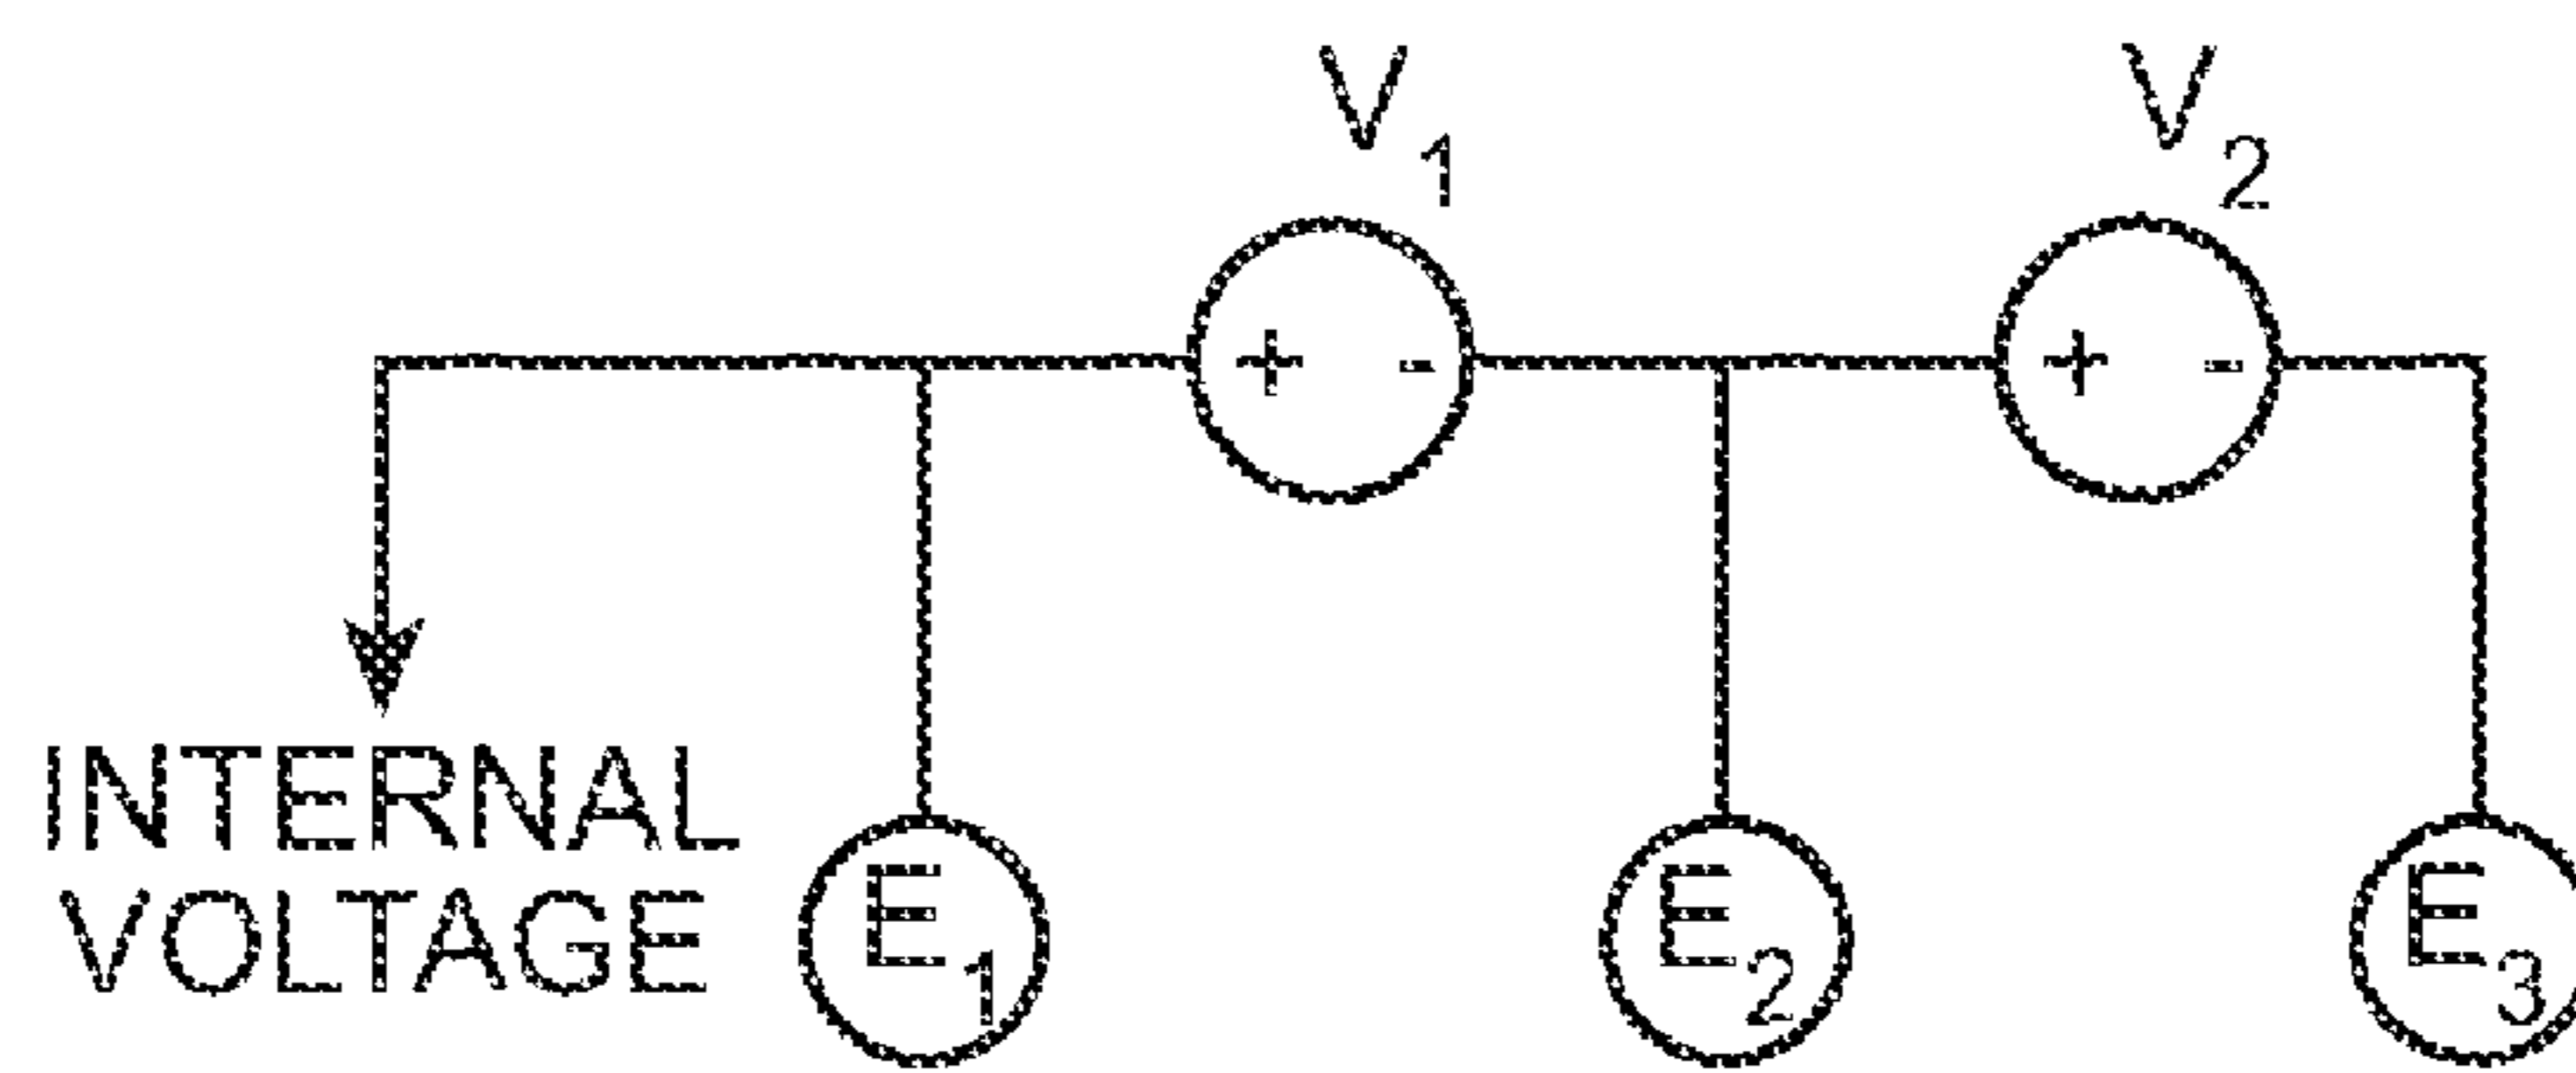 V1 V2
+ - + -
INTERNAL
VOLTAGE
E1 E2 E3